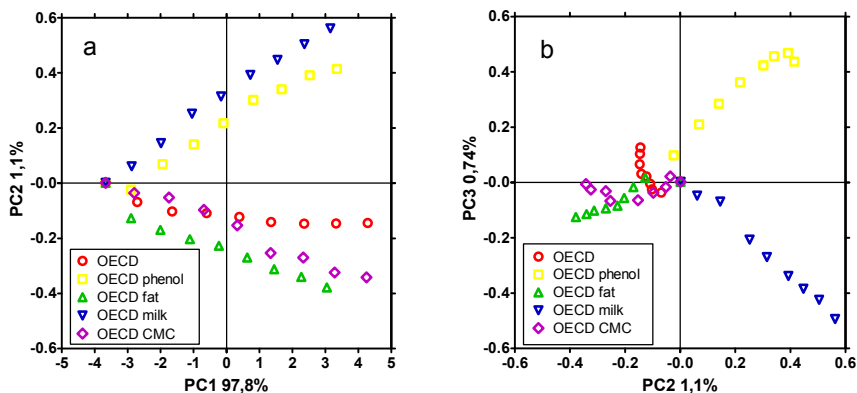 a
0.6
0.4
0.2
-0.0
-0.2
-0.4
-0.6
PC2 1,1%
-5 -4 -3 -2 -1 0 1 2 3 4 5
PC1 97,8%
OECD
OECD phenol
OECD fat
OECD milk
OECD CMC
b
0.6
0.4
0.2
-0.0
-0.2
-0.4
-0.6
PC3 0,74%
-0.6 -0.4 -0.2 -0.0 0.2 0.4 0.6
PC2 1,1%
OECD
OECD phenol
OECD fat
OECD milk
OECD CMC